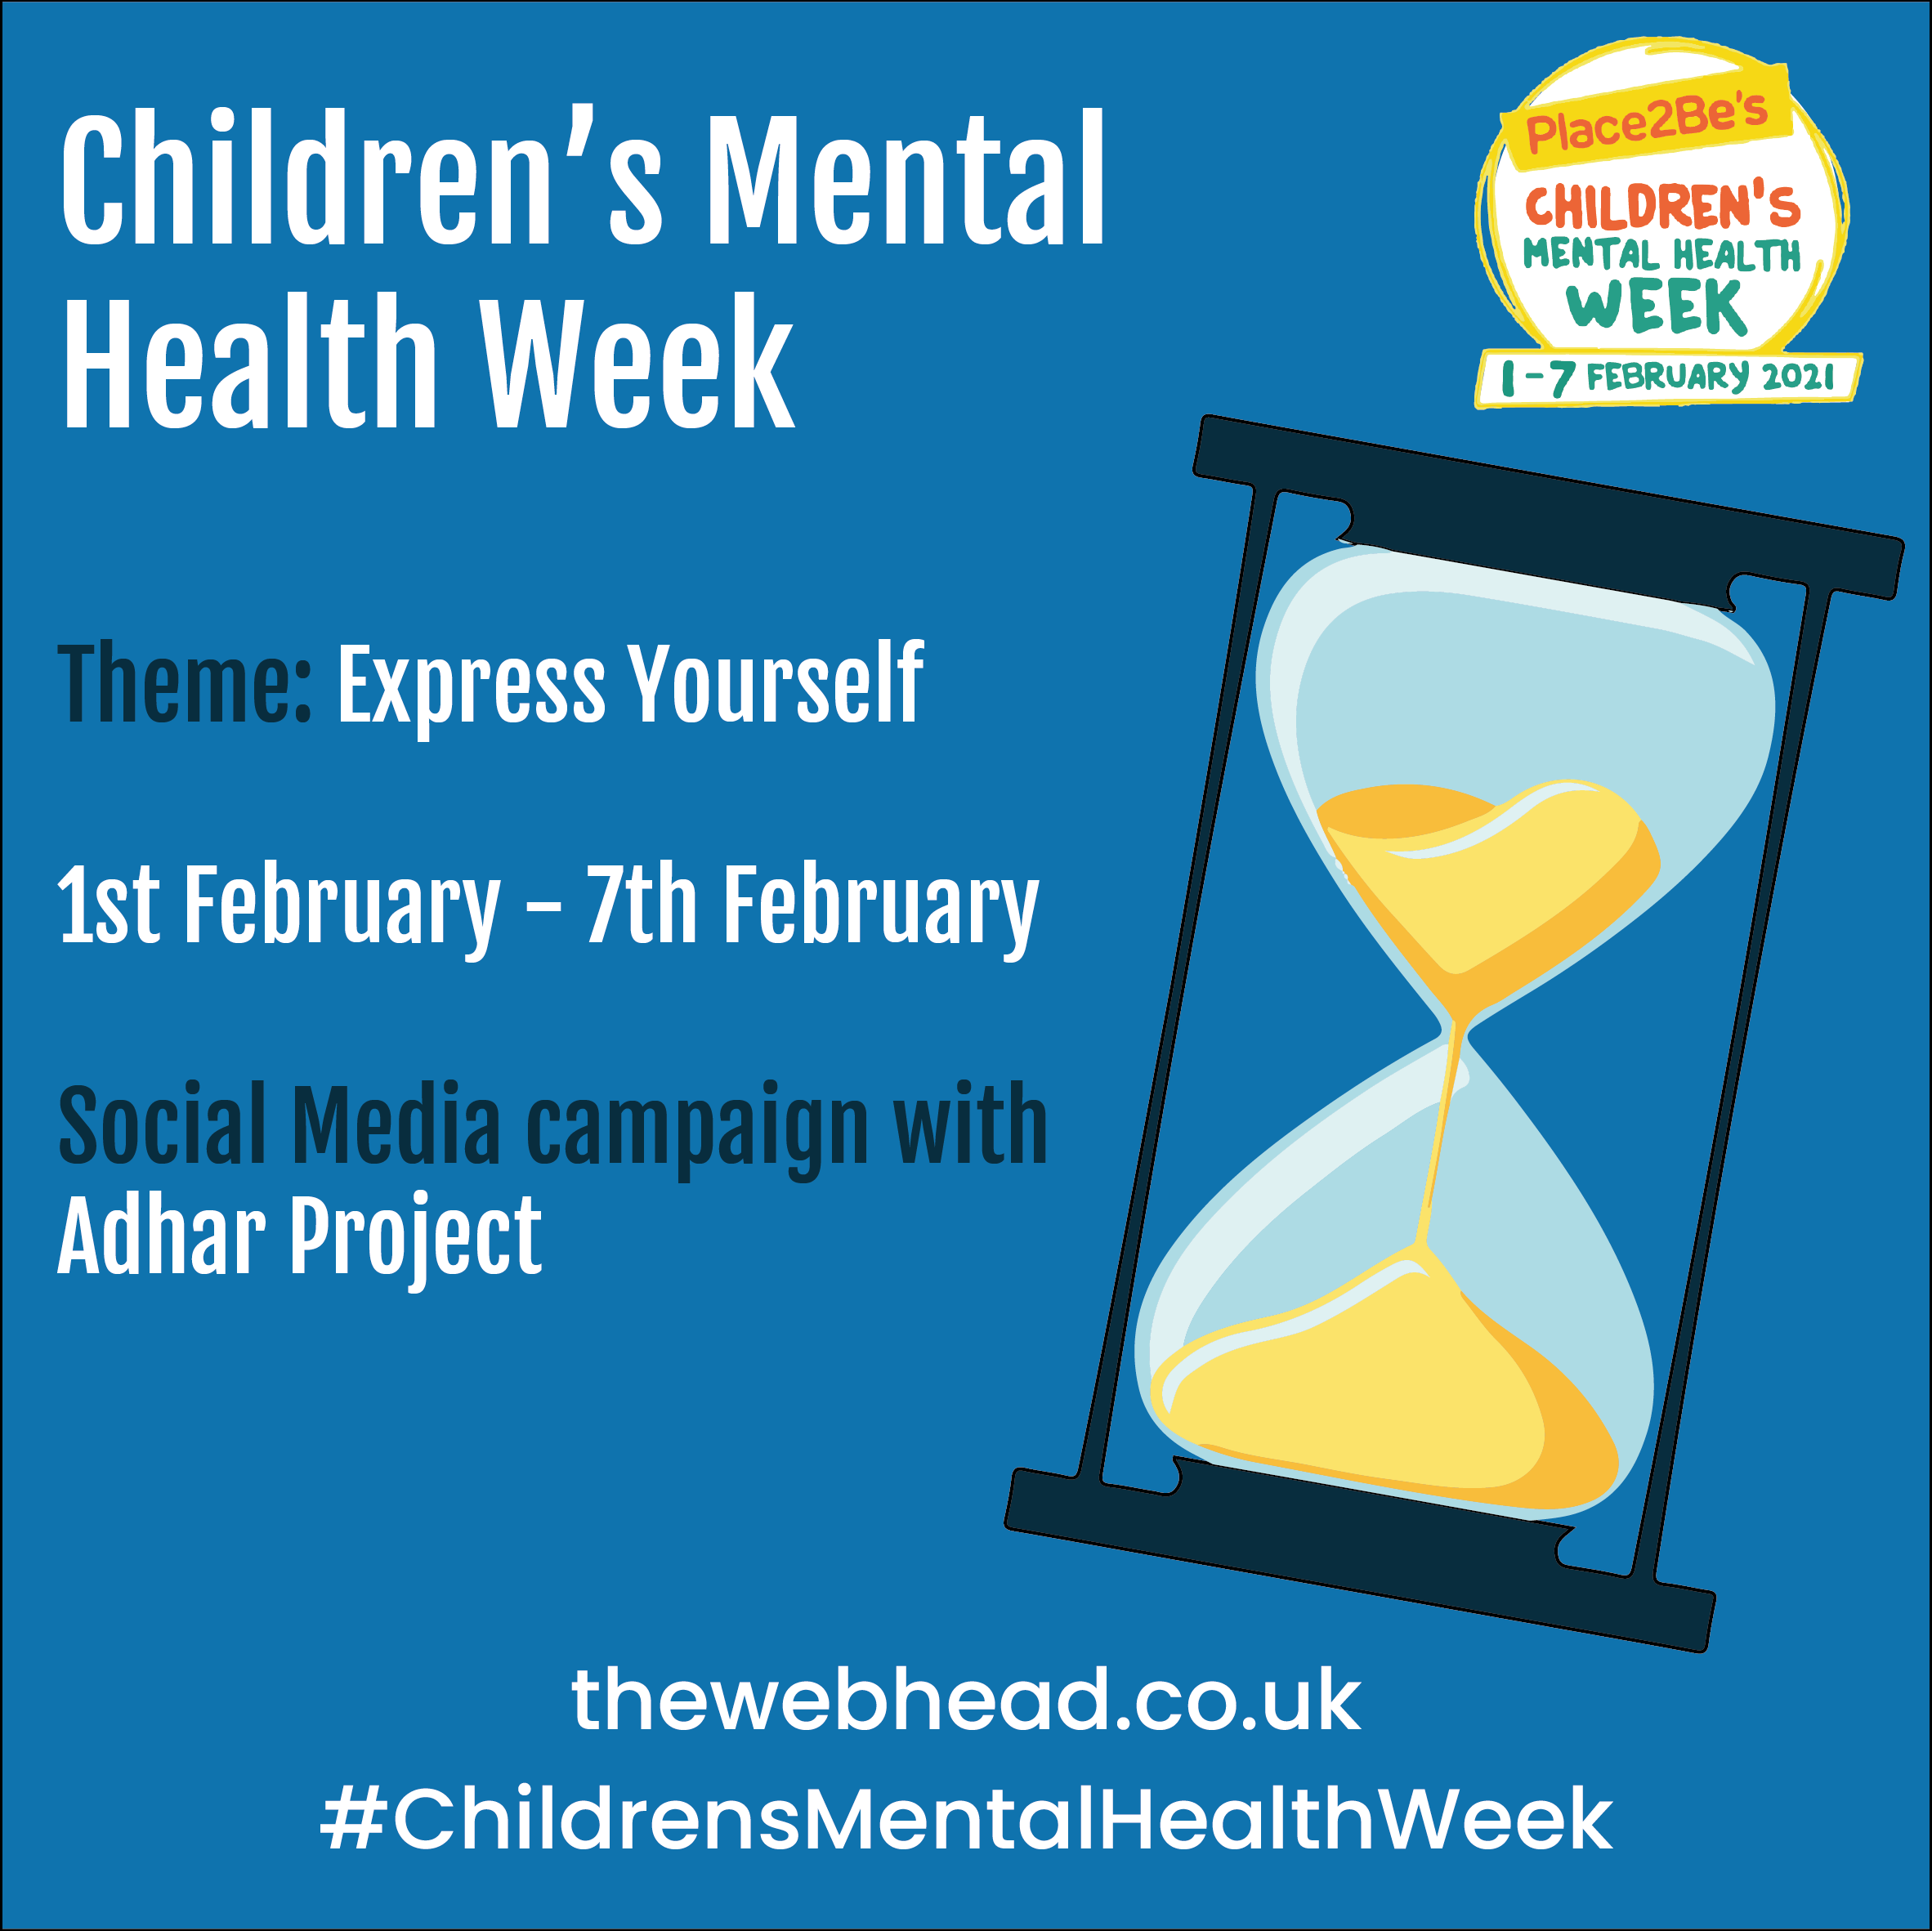 Children’s Mental
Health Week
Place2Be's
CHILDREN'S
MENTAL HEALTH
WEEK
1-7 FEBRUARY 2021
Theme: Express Yourself
1st February – 7th February
Social Media campaign with
Adhar Project
thewebhead.co.uk
#ChildrensMentalHealthWeek